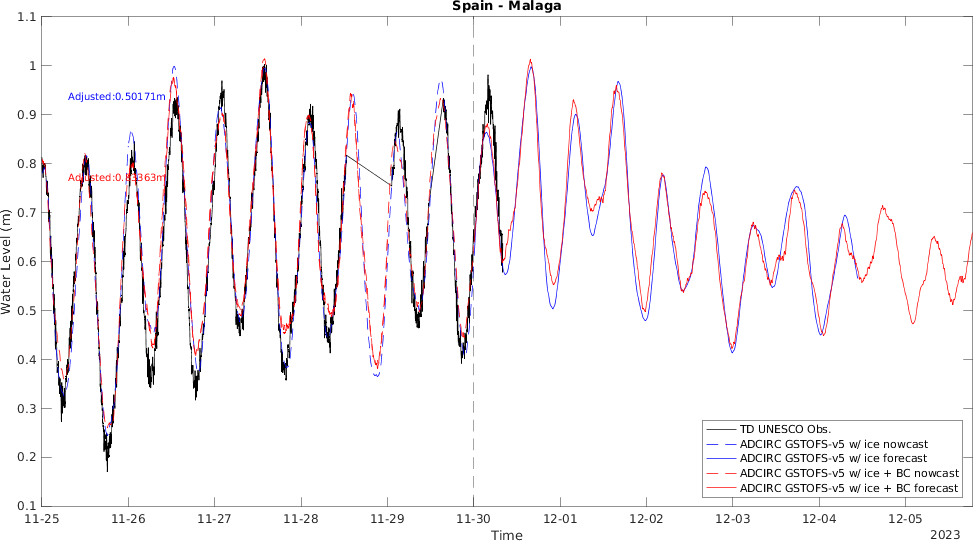 Spain - Malaga
1.1
1
0.9
0.8
0.7
0.6
0.5
0.4
0.3
0.2
0.1
Water Level (m)
Adjusted:0.50171m
TD UNESCO Obs.
ADCIRC GSTOFS-v5 w/ ice nowcast
ADCIRC GSTOFS-v5 w/ ice forecast
ADCIRC GSTOFS-v5 w/ ice + BC nowcast
ADCIRC GSTOFS-v5 w/ ice + BC forecast
11-25 11-26 11-27 11-28 11-29 11-30 12-01 12-02 12-03 12-04 12-05
Time
2023